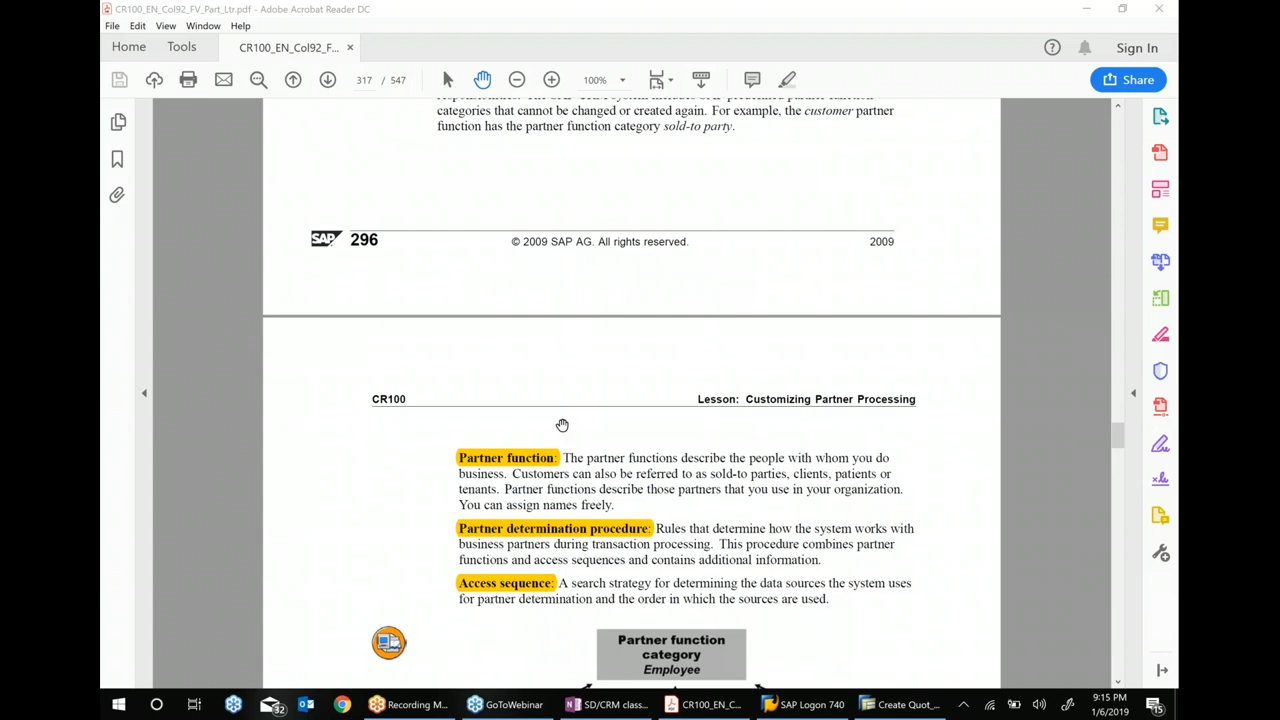 CR100_EN_Col92_FV_Part_Ltr.pdf - Adobe Acrobat Reader DC
File Edit View Window Help
Home Tools CR100_EN_Col92_F... × Sign In
317 / 547 100% Share
categories that cannot be changed or created again. For example, the customer partner
function has the partner function category sold-to party.
SAP 296 © 2009 SAP AG. All rights reserved. 2009
CR100 Lesson: Customizing Partner Processing
Partner function: The partner functions describe the people with whom you do
business. Customers can also be referred to as sold-to parties, clients, patients or
tenants. Partner functions describe those partners that you use in your organization.
You can assign names freely.
Partner determination procedure: Rules that determine how the system works with
business partners during transaction processing. This procedure combines partner
functions and access sequences and contains additional information.
Access sequence: A search strategy for determining the data sources the system uses
for partner determination and the order in which the sources are used.
Partner function
category
Employee
32 Recording M... GoToWebinar SD/CRM class... CR100_EN_C... SAP Logon 740 Create Quot_... 9:15 PM
1/6/2019 15